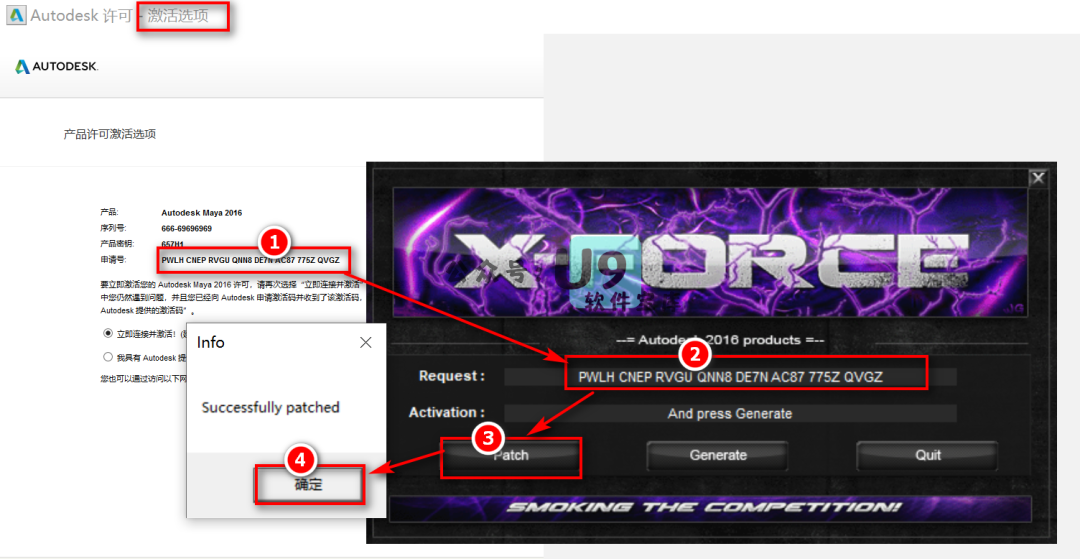 Autodesk 许可 - 激活选项
AUTODESK.
产品许可激活选项
产品: Autodesk Maya 2016
序列号: 666-69696969
产品密钥: 657H1
申请号: PWLH CNEP RVGU QNN8 DE7N AC87 775Z QVGZ
要立即激活您的 Autodesk Maya 2016 许可，请再次选择“立即连接并激活
中您仍然遇到问题，并且您已经向 Autodesk 申请激活码并收到了该激活码，
Autodesk 提供的激活码”。
立即连接并激活！(
我具有 Autodesk 提
您也可以通过访问以下网
Info
Successfully patched
确定
X-FORCE
J9
软件
--= Autodesk 2016 products =--
Request :
PWLH CNEP RVGU QNN8 DE7N AC87 775Z QVGZ
Activation :
And press Generate
Patch
Generate
Quit
SMOKING THE COMPETITION!
1
2
3
4